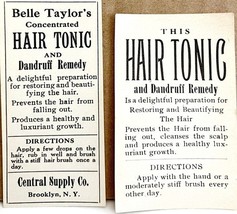 Belle Taylor's
Concentrated
HAIR TONIC
AND
Dandruff Remedy
A delightful preparation
for restoring and beauti-
fying the hair.
Prevents the hair from
falling out.
Produces a healthy and
luxuriant growth.
DIRECTIONS
Apply a few drops on the
hair, rub in well and brush
with a stiff hair brush once a
day.
Central Supply Co.
Brooklyn, N. Y.
THIS
HAIR TONIC
and Dandruff Remedy
Is a delightful preparation for
Restoring and Beautifying
The Hair
Prevents the Hair from fall-
ing out, cleanses the scalp
and produces a healthy lux-
uriant growth.
DIRECTIONS
Apply with the hand or a
moderately stiff brush every
other day.